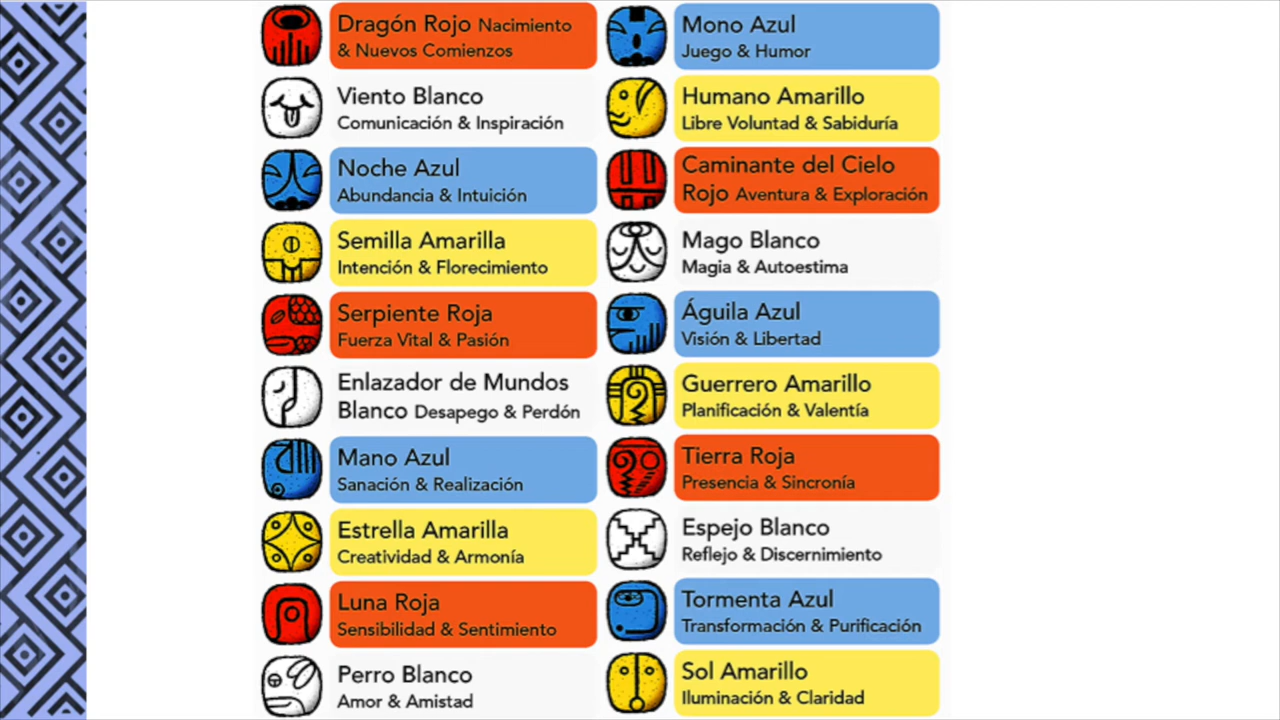 Dragón Rojo Nacimiento
& Nuevos Comienzos
Viento Blanco
Comunicación & Inspiración
Noche Azul
Abundancia & Intuición
Semilla Amarilla
Intención & Florecimiento
Serpiente Roja
Fuerza Vital & Pasión
Enlazador de Mundos
Blanco Desapego & Perdón
Mano Azul
Sanación & Realización
Estrella Amarilla
Creatividad & Armonía
Luna Roja
Sensibilidad & Sentimiento
Perro Blanco
Amor & Amistad
Mono Azul
Juego & Humor
Humano Amarillo
Libre Voluntad & Sabiduría
Caminante del Cielo
Rojo Aventura & Exploración
Mago Blanco
Magia & Autoestima
Águila Azul
Visión & Libertad
Guerrero Amarillo
Planificación & Valentía
Tierra Roja
Presencia & Sincronía
Espejo Blanco
Reflejo & Discernimiento
Tormenta Azul
Transformación & Purificación
Sol Amarillo
Iluminación & Claridad